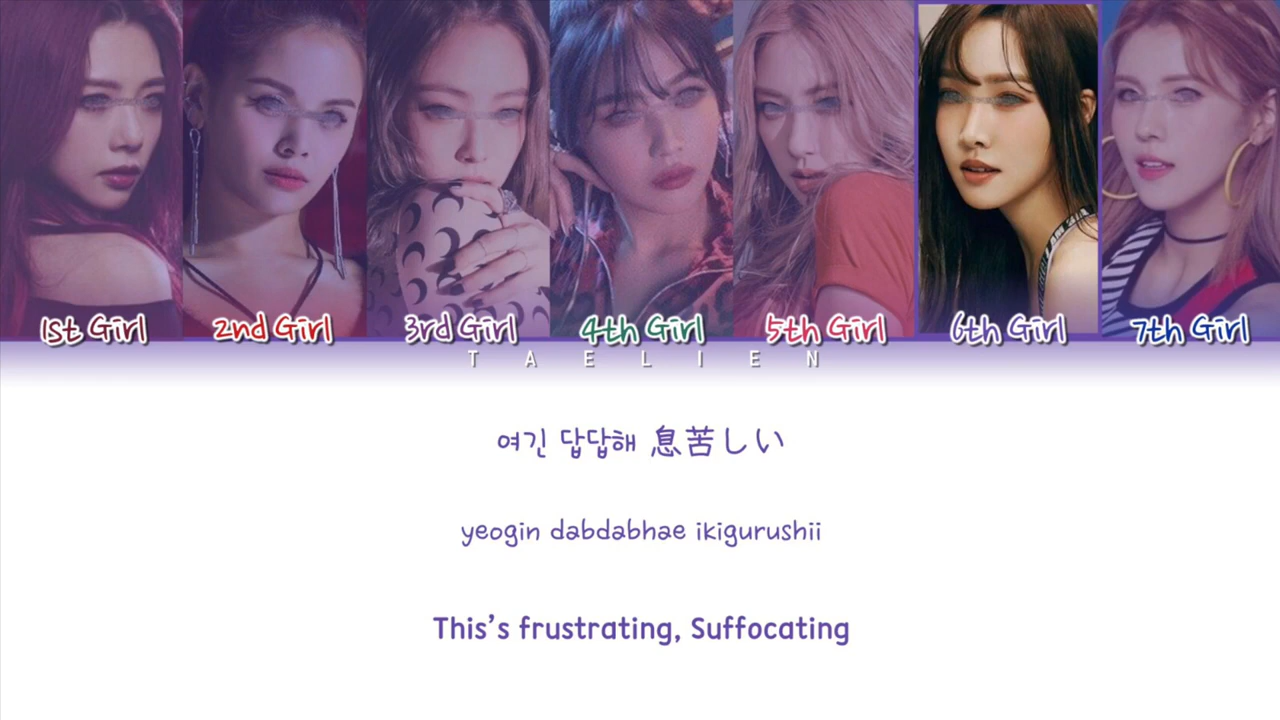 1st Girl 2nd Girl 3rd Girl 4th Girl 5th Girl 6th Girl 7th Girl
TAELIEN
여긴 답답해 息苦しい
yeogin dabdabhae ikigurushii
This's frustrating, Suffocating